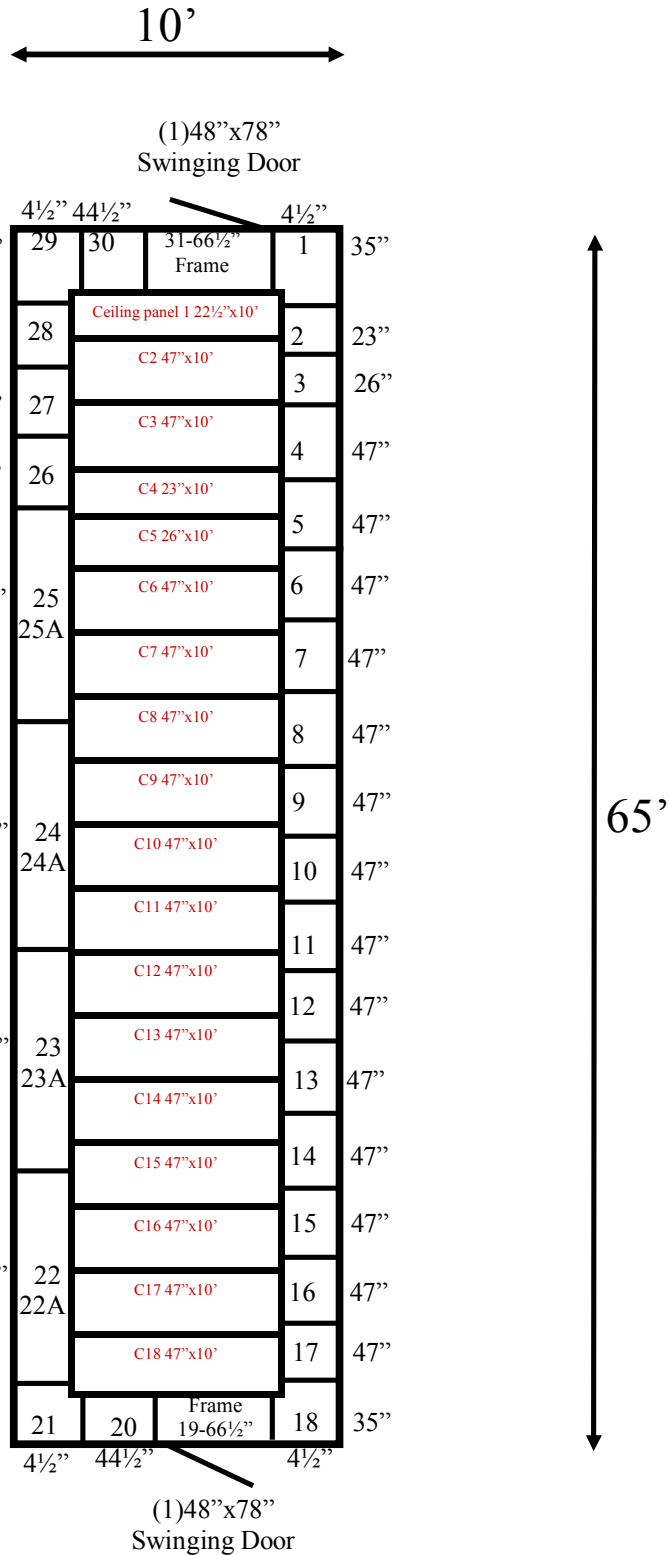 10’
(1)48”x78”
Swinging Door
4½” 44½” 4½”
29 30 31-66½” 1 35”
Frame
Ceiling panel 1 22½”x10’
28 2 23”
C2 47”x10’
3 26”
27
C3 47”x10’
4 47”
26
C4 23”x10’
5 47”
C5 26”x10’
C6 47”x10’
6 47”
25
25A
C7 47”x10’
7 47”
C8 47”x10’
8 47”
C9 47”x10’
9 47”
65’
24
24A
C10 47”x10’
10 47”
C11 47”x10’
11 47”
C12 47”x10’
12 47”
C13 47”x10’
23
23A
13 47”
C14 47”x10’
C15 47”x10’
14 47”
C16 47”x10’
15 47”
22
22A
C17 47”x10’
16 47”
C18 47”x10’
17 47”
Frame
21 20 19-66½” 18 35”
4½” 44½” 4½”
(1)48”x78”
Swinging Door